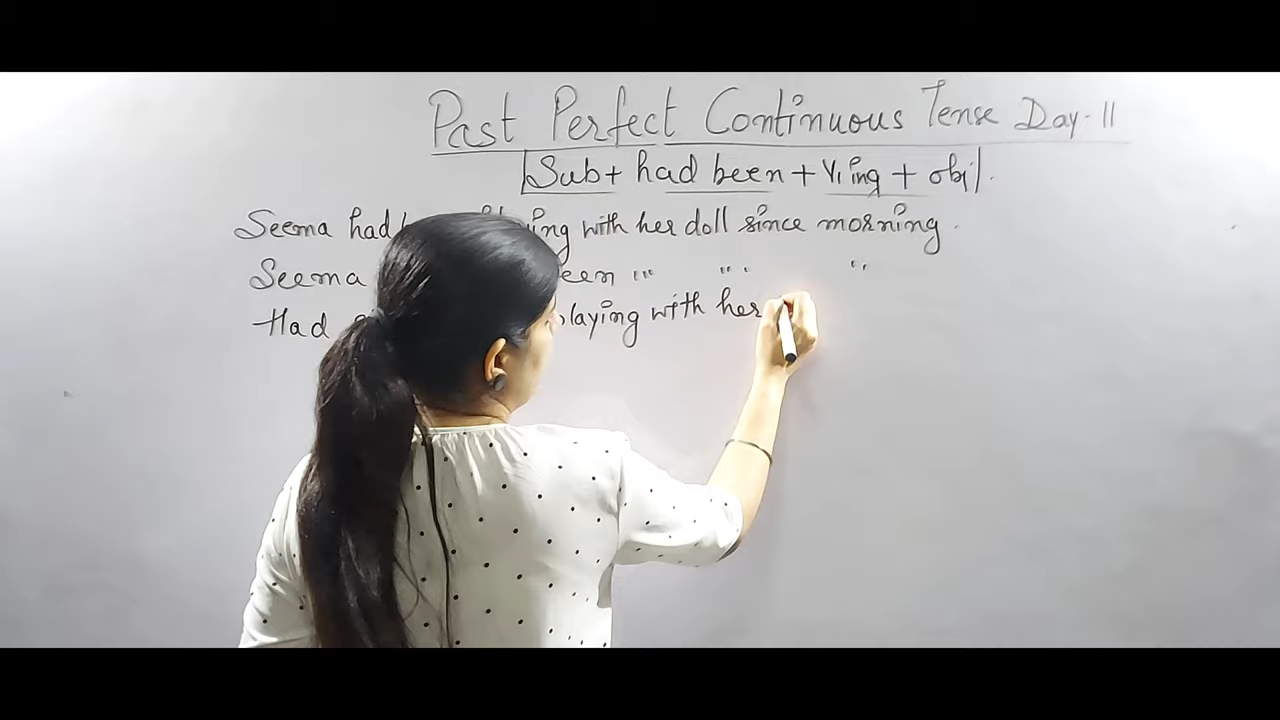 Past Perfect Continuous Tense Day-11
Sub+ had been + V1 ing + obj.
Seema had ing with her doll since morning.
Seema een "" "" ""
Had laying with her